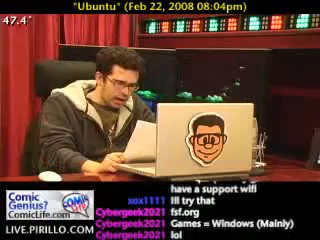 "Ubuntu" (Feb 22, 2008 08:04pm)
47.4°
have a support wifi
xox1111 Ill try that
Cybergeek2021 fsf.org
Cybergeek2021 Games = Windows (Mainly)
Cybergeek2021 lol
Comic
Genius?
ComicLife.com
LIVE.PIRILLO.COM